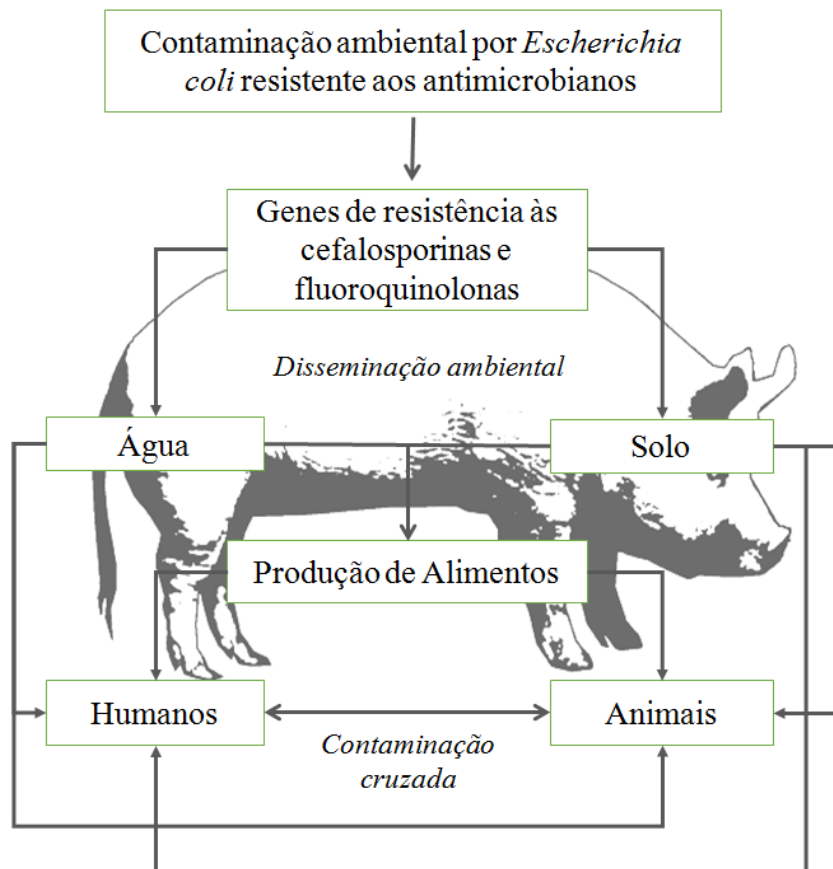 Contaminação ambiental por Escherichia
coli resistente aos antimicrobianos
Genes de resistência às
cefalosporinas e
fluoroquinolonas
Disseminação ambiental
Água
Solo
Produção de Alimentos
Humanos
Animais
Contaminação
cruzada